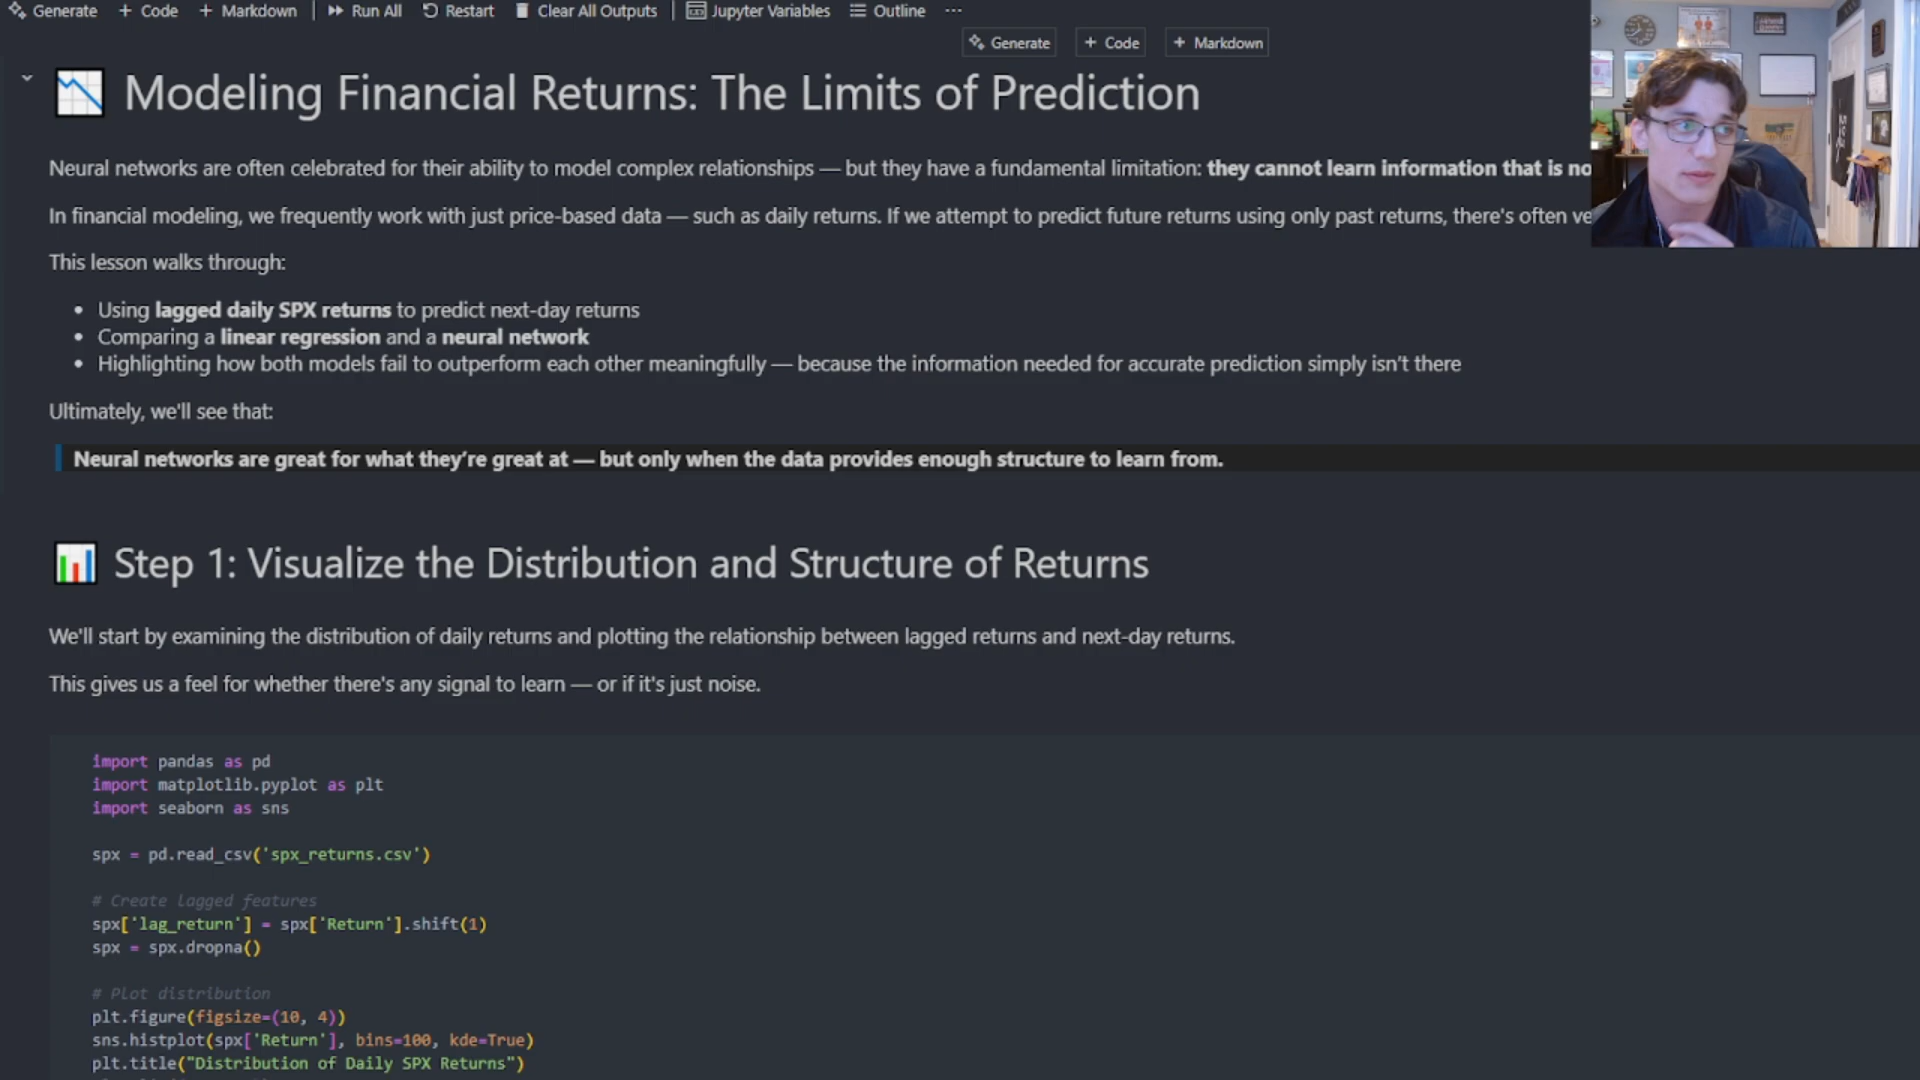 Generate + Code + Markdown Run All Restart Clear All Outputs Jupyter Variables Outline ...
Generate + Code + Markdown
Modeling Financial Returns: The Limits of Prediction
Neural networks are often celebrated for their ability to model complex relationships — but they have a fundamental limitation: they cannot learn information that is no
In financial modeling, we frequently work with just price-based data — such as daily returns. If we attempt to predict future returns using only past returns, there's often ve
This lesson walks through:
• Using lagged daily SPX returns to predict next-day returns
• Comparing a linear regression and a neural network
• Highlighting how both models fail to outperform each other meaningfully — because the information needed for accurate prediction simply isn't there
Ultimately, we'll see that:
Neural networks are great for what they're great at — but only when the data provides enough structure to learn from.
Step 1: Visualize the Distribution and Structure of Returns
We'll start by examining the distribution of daily returns and plotting the relationship between lagged returns and next-day returns.
This gives us a feel for whether there's any signal to learn — or if it's just noise.
import pandas as pd
import matplotlib.pyplot as plt
import seaborn as sns
spx = pd.read_csv('spx_returns.csv')
# Create lagged features
spx['lag_return'] = spx['Return'].shift(1)
spx = spx.dropna()
# Plot distribution
plt.figure(figsize=(10, 4))
sns.histplot(spx['Return'], bins=100, kde=True)
plt.title("Distribution of Daily SPX Returns")